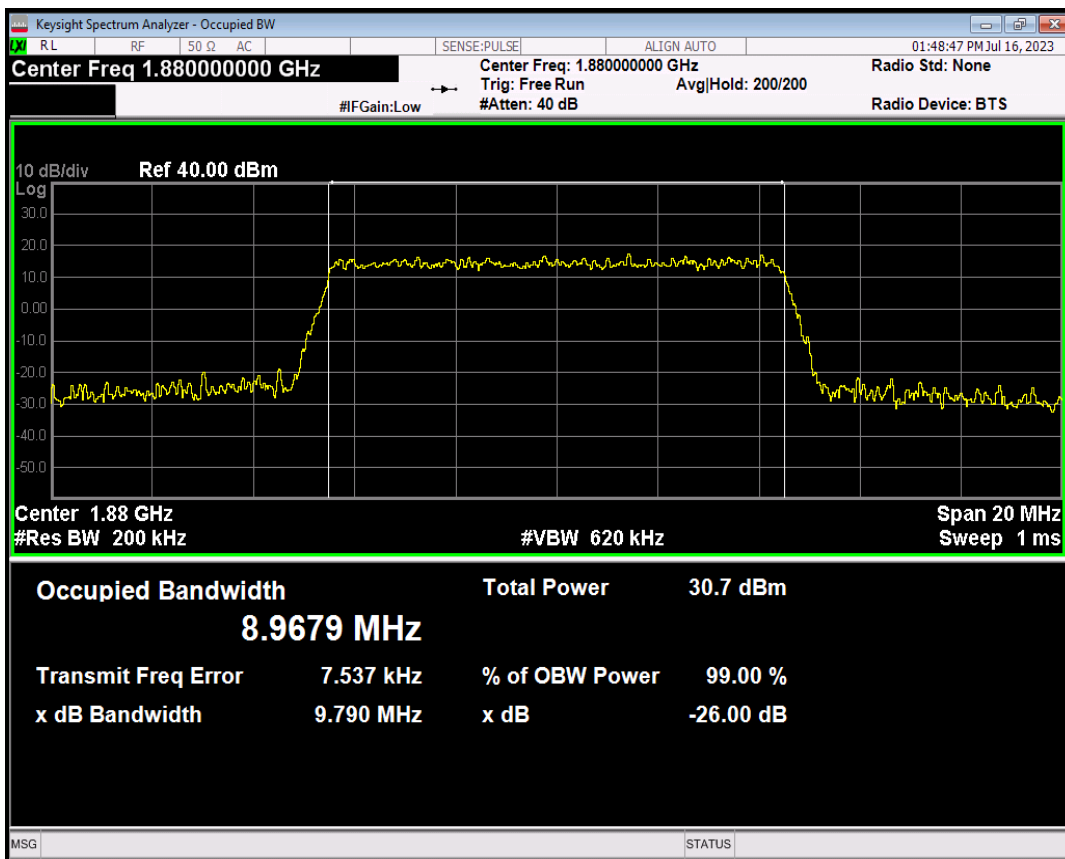 Keysight Spectrum Analyzer - Occupied BW
LXI RL RF 50 Ω AC SENSE:PULSE ALIGN AUTO 01:48:47 PM Jul 16, 2023
Center Freq 1.880000000 GHz
Center Freq: 1.880000000 GHz
Radio Std: None
Trig: Free Run
Avg|Hold: 200/200
#IFGain:Low
#Atten: 40 dB
Radio Device: BTS
10 dB/div
Ref 40.00 dBm
Log
30.0
20.0
10.0
0.00
-10.0
-20.0
-30.0
-40.0
-50.0
Center 1.88 GHz
Span 20 MHz
#Res BW 200 kHz
#VBW 620 kHz
Sweep 1 ms
Occupied Bandwidth
Total Power 30.7 dBm
8.9679 MHz
Transmit Freq Error 7.537 kHz
% of OBW Power 99.00 %
x dB Bandwidth 9.790 MHz
x dB -26.00 dB
MSG
STATUS